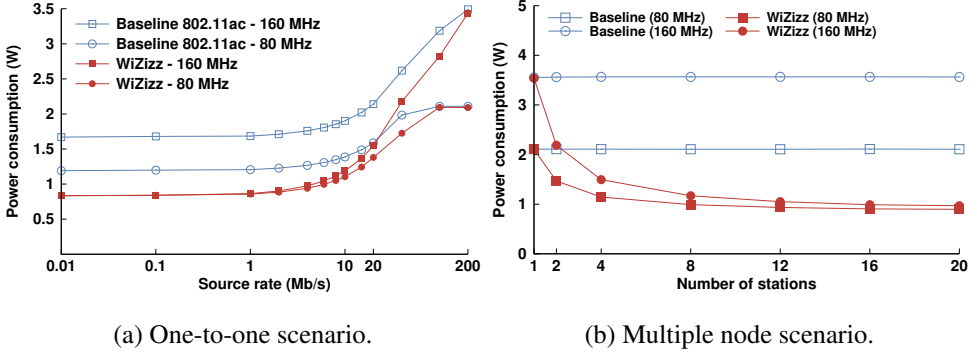 Power consumption (W)
3.5
3
2.5
2
1.5
1
0.5
Baseline 802.11ac - 160 MHz
Baseline 802.11ac - 80 MHz
WiZizz - 160 MHz
WiZizz - 80 MHz
0.01 0.1 1 10 20 200
Source rate (Mb/s)
(a) One-to-one scenario.
Power consumption (W)
5
4
3
2
1
0
Baseline (80 MHz) WiZizz (80 MHz)
Baseline (160 MHz) WiZizz (160 MHz)
1 2 4 8 12 16 20
Number of stations
(b) Multiple node scenario.